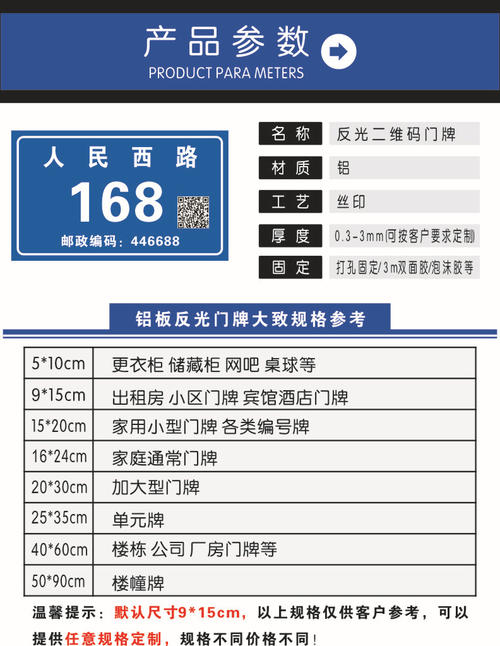 产品参数
PRODUCT PARA METERS
人民西路
168
邮政编码：446688
名称 反光二维码门牌
材质 铝
工艺 丝印
厚度 0.3-3mm(可按客户要求定制)
固定 打孔固定/3m双面胶/泡沫胶等
铝板反光门牌大致规格参考
5*10cm 更衣柜 储藏柜 网吧 桌球等
9*15cm 出租房 小区门牌 宾馆酒店门牌
15*20cm 家用小型门牌 各类编号牌
16*24cm 家庭通常门牌
20*30cm 加大型门牌
25*35cm 单元牌
40*60cm 楼栋 公司 厂房门牌等
50*90cm 楼幢牌
温馨提示：默认尺寸9*15cm，以上规格仅供客户参考，可以
提供任意规格定制，规格不同价格不同！